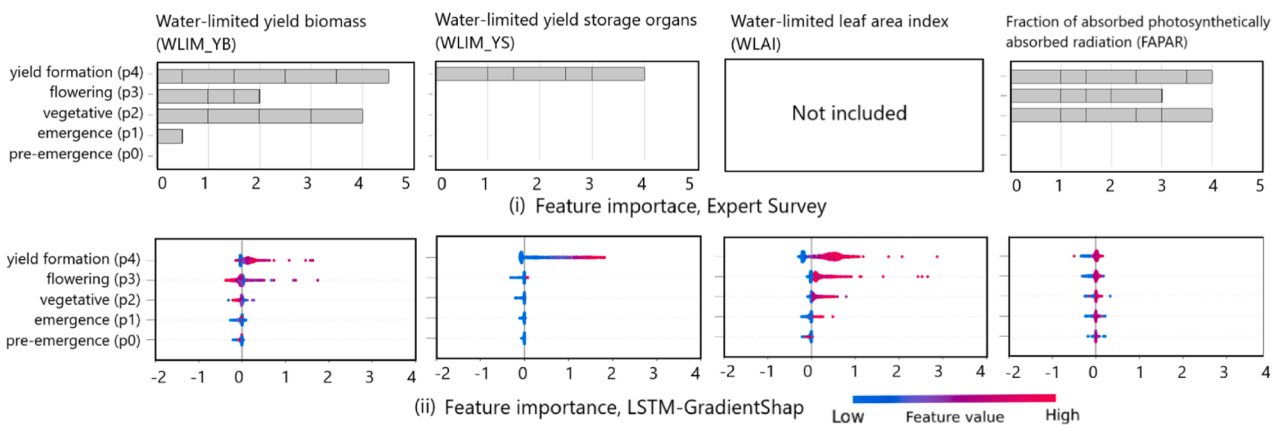 Water-limited yield biomass
(WLIM_YB)
Water-limited yield storage organs
(WLIM_YS)
Water-limited leaf area index
(WLAI)
Fraction of absorbed photosynthetically
absorbed radiation (FAPAR)
yield formation (p4)
flowering (p3)
vegetative (p2)
emergence (p1)
pre-emergence (p0)
Not included
0 1 2 3 4 5
0 1 2 3 4 5
0 1 2 3 4 5
(i) Feature importace, Expert Survey
yield formation (p4)
flowering (p3)
vegetative (p2)
emergence (p1)
pre-emergence (p0)
-2 -1 0 1 2 3 4
-2 -1 0 1 2 3 4
-2 -1 0 1 2 3 4
-2 -1 0 1 2 3 4
(ii) Feature importance, LSTM-GradientShap
Low Feature value High